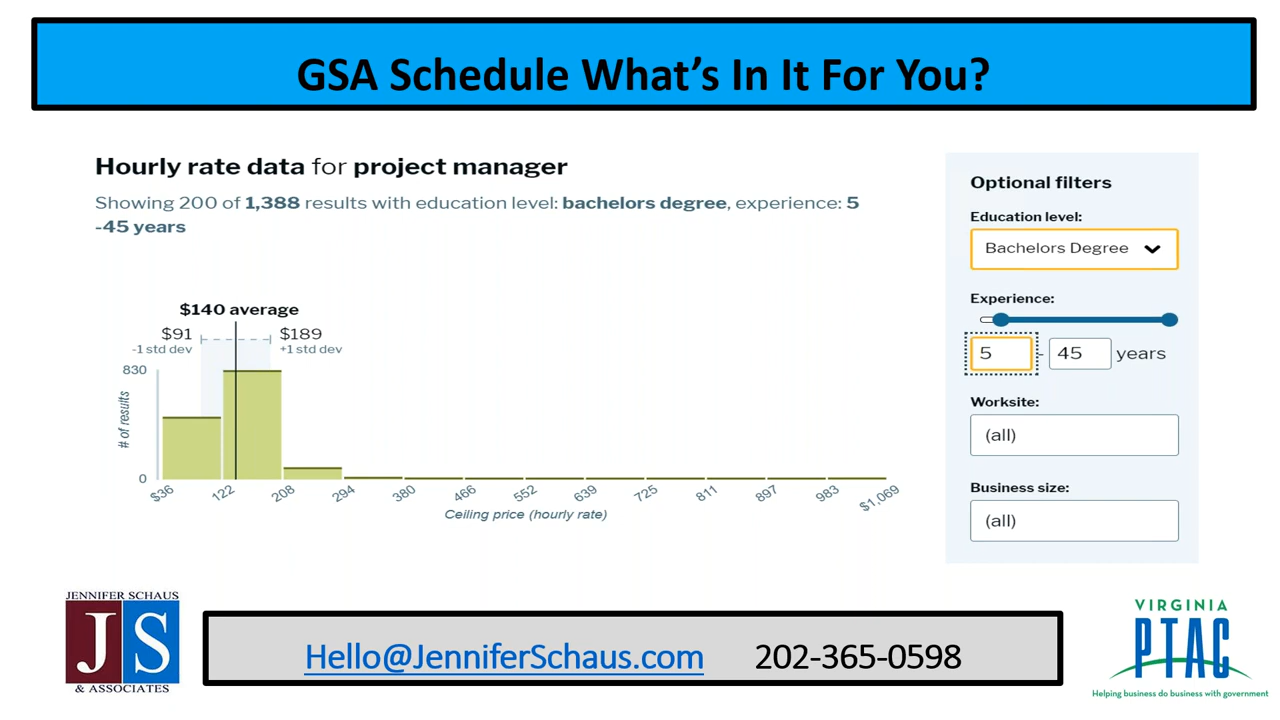 GSA Schedule What's In It For You?
Hourly rate data for project manager
Showing 200 of 1,388 results with education level: bachelors degree, experience: 5
-45 years
$140 average
$91
-1 std dev
$189
+1 std dev
830
# of results
0
$36 122 208 294 380 466 552 639 725 811 897 983 $1,069
Ceiling price (hourly rate)
Optional filters
Education level:
Bachelors Degree
Experience:
5 - 45 years
Worksite:
(all)
Business size:
(all)
JENNIFER SCHAUS
JS
& ASSOCIATES
Hello@JenniferSchaus.com 202-365-0598
VIRGINIA
PTAC
Helping business do business with government